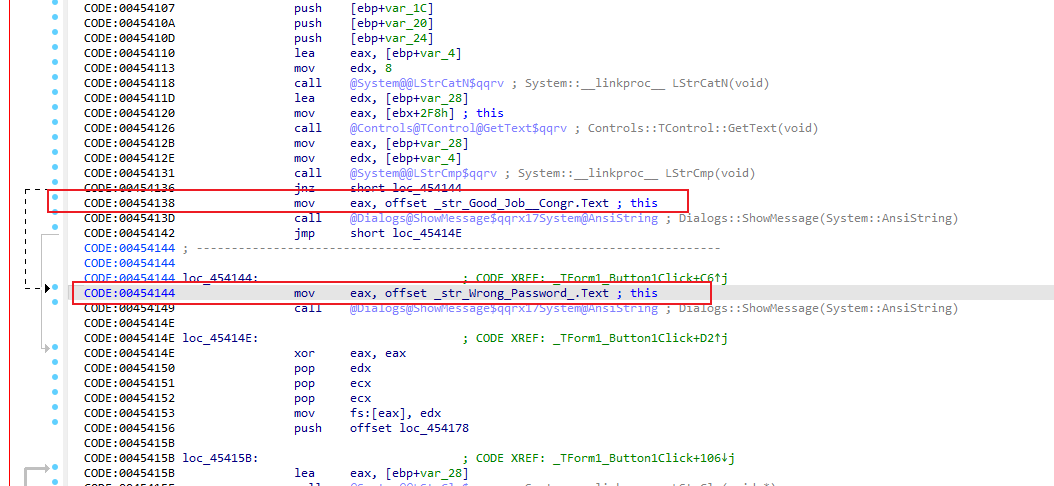 CODE:00454107 push [ebp+var_1C]
CODE:0045410A push [ebp+var_20]
CODE:0045410D push [ebp+var_24]
CODE:00454110 lea eax, [ebp+var_4]
CODE:00454113 mov edx, 8
CODE:00454118 call @System@@LStrCatN$qqrv ; System::__linkproc__ LStrCatN(void)
CODE:0045411D lea edx, [ebp+var_28]
CODE:00454120 mov eax, [ebx+2F8h] ; this
CODE:00454126 call @Controls@TControl@GetText$qqrv ; Controls::TControl::GetText(void)
CODE:0045412B mov eax, [ebp+var_28]
CODE:0045412E mov edx, [ebp+var_4]
CODE:00454131 call @System@@LStrCmp$qqrv ; System::__linkproc__ LStrCmp(void)
CODE:00454136 jnz short loc_454144
CODE:00454138 mov eax, offset _str_Good_Job__Congr.Text ; this
CODE:0045413D call @Dialogs@ShowMessage$qqrx17System@AnsiString ; Dialogs::ShowMessage(System::AnsiString)
CODE:00454142 jmp short loc_45414E
CODE:00454144 ; ---------------------------------------------------------------------------
CODE:00454144
CODE:00454144 loc_454144: ; CODE XREF: _TForm1_Button1Click+C6↑j
CODE:00454144 mov eax, offset _str_Wrong_Password_.Text ; this
CODE:00454149 call @Dialogs@ShowMessage$qqrx17System@AnsiString ; Dialogs::ShowMessage(System::AnsiString)
CODE:0045414E
CODE:0045414E loc_45414E: ; CODE XREF: _TForm1_Button1Click+D2↑j
CODE:0045414E xor eax, eax
CODE:00454150 pop edx
CODE:00454151 pop ecx
CODE:00454152 pop ecx
CODE:00454153 mov fs:[eax], edx
CODE:00454156 push offset loc_454178
CODE:0045415B
CODE:0045415B loc_45415B: ; CODE XREF: _TForm1_Button1Click+106↓j
CODE:0045415B lea eax, [ebp+var_28]